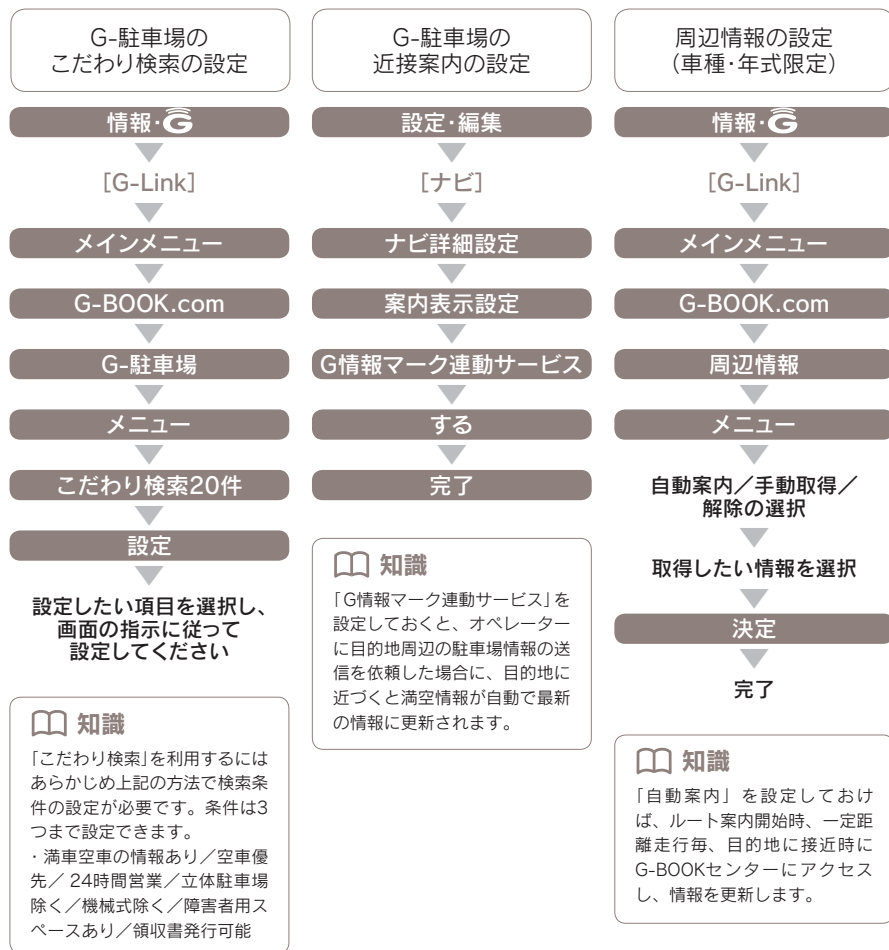 G-駐車場の
こだわり検索の設定
情報·G
[G-Link]
メインメニュー
G-BOOK.com
G-駐車場
メニュー
こだわり検索20件
設定
設定したい項目を選択し、
画面の指示に従って
設定してください
知識
「こだわり検索」を利用するには
あらかじめ上記の方法で検索条
件の設定が必要です。条件は3
つまで設定できます。
・満車空車の情報あり／空車優
先／ 24時間営業／立体駐車場
除く／機械式除く／障害者用ス
ペースあり／領収書発行可能
G-駐車場の
近接案内の設定
設定·編集
[ナビ]
ナビ詳細設定
案内表示設定
G情報マーク連動サービス
する
完了
知識
「G情報マーク連動サービス」を
設定しておくと、オペレーター
に目的地周辺の駐車場情報の送
信を依頼した場合に、目的地に
近づくと満空情報が自動で最新
の情報に更新されます。
周辺情報の設定
(車種·年式限定)
情報·G
[G-Link]
メインメニュー
G-BOOK.com
周辺情報
メニュー
自動案内／手動取得／
解除の選択
取得したい情報を選択
決定
完了
知識
「自動案内」を設定しておけ
ば、ルート案内開始時、一定距
離走行毎、目的地に接近時に
G-BOOKセンターにアクセス
し、情報を更新します。